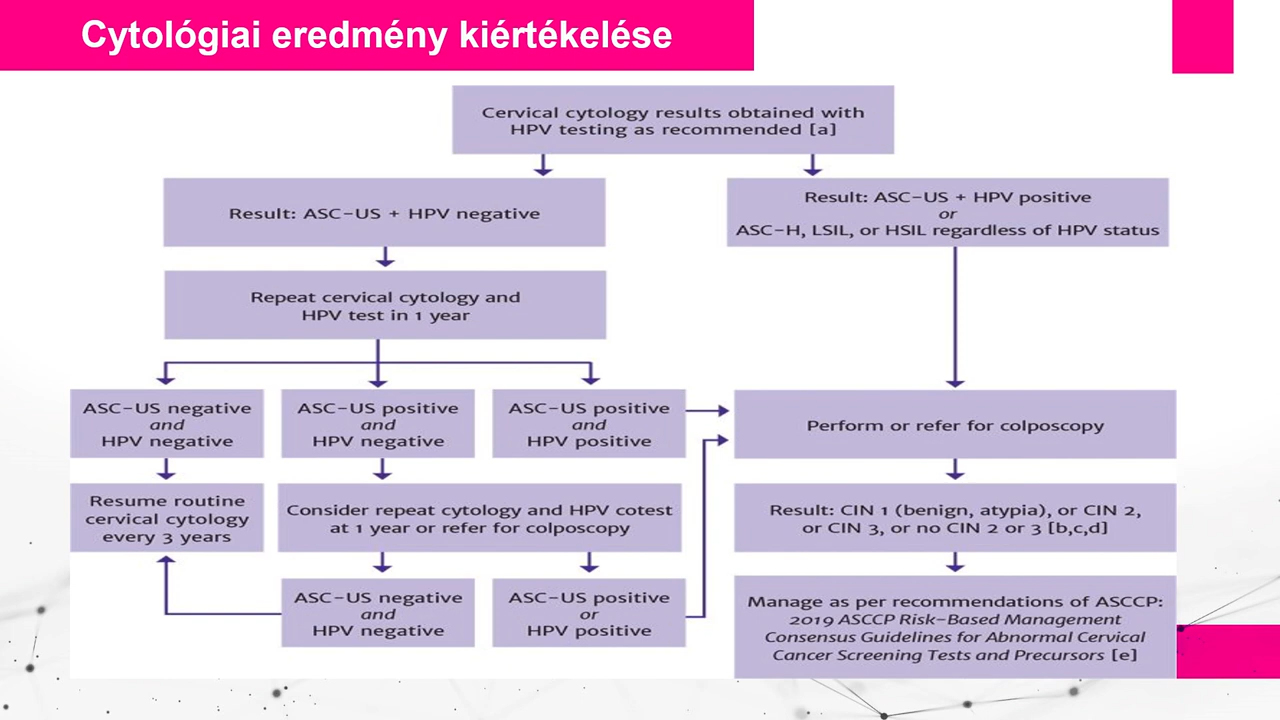 Cytológiai eredmény kiértékelése
Cervical cytology results obtained with
HPV testing as recommended [a]
Result: ASC-US + HPV negative
Result: ASC-US + HPV positive
or
ASC-H, LSIL, or HSIL regardless of HPV status
Repeat cervical cytology and
HPV test in 1 year
ASC-US negative
and
HPV negative
ASC-US positive
and
HPV negative
ASC-US positive
and
HPV positive
Perform or refer for colposcopy
Resume routine
cervical cytology
every 3 years
Consider repeat cytology and HPV cotest
at 1 year or refer for colposcopy
Result: CIN 1 (benign, atypia), or CIN 2,
or CIN 3, or no CIN 2 or 3 [b,c,d]
ASC-US negative
and
HPV negative
ASC-US positive
or
HPV positive
Manage as per recommendations of ASCCP:
2019 ASCCP Risk-Based Management
Consensus Guidelines for Abnormal Cervical
Cancer Screening Tests and Precursors [e]